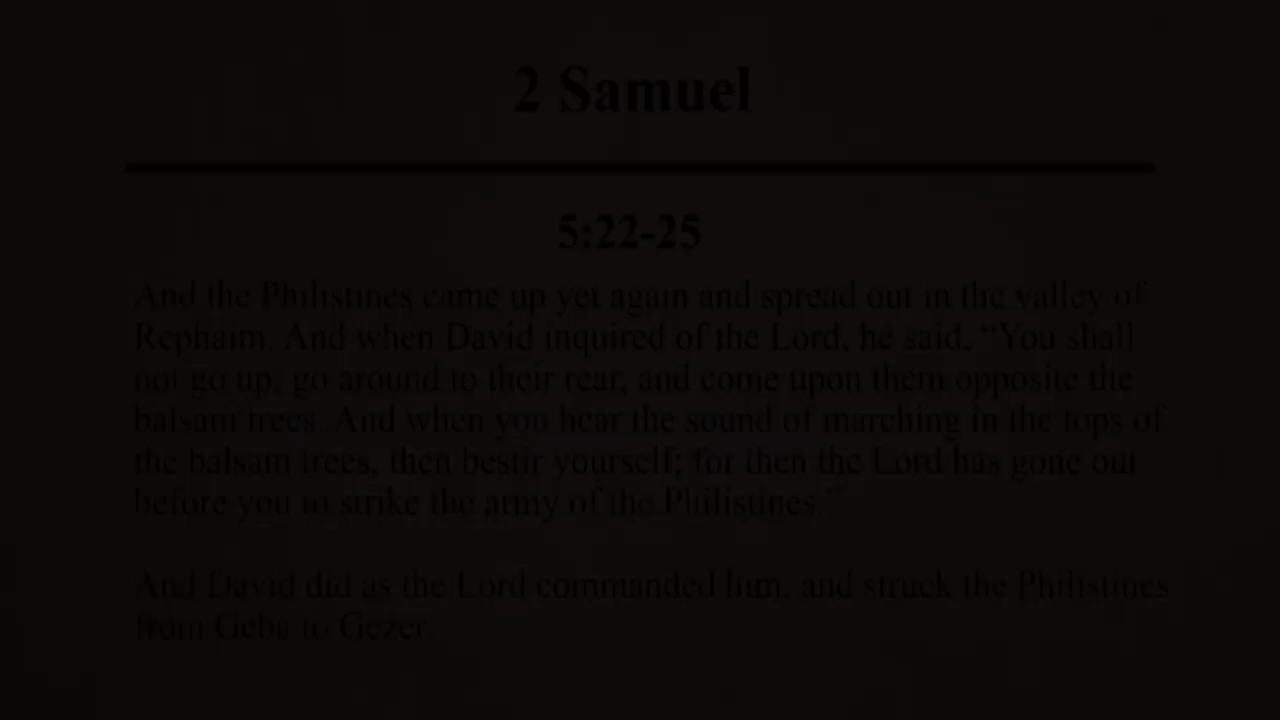 2 Samuel
5:22-25
And the Philistines came up yet again and spread out in the valley of
Rephaim. And when David inquired of the Lord, he said, “You shall
not go up; go around to their rear, and come upon them opposite the
balsam trees. And when you hear the sound of marching in the tops of
the balsam trees, then bestir yourself; for then the Lord has gone out
before you to strike the army of the Philistines.”
And David did as the Lord commanded him, and struck the Philistines
from Geba to Gezer.